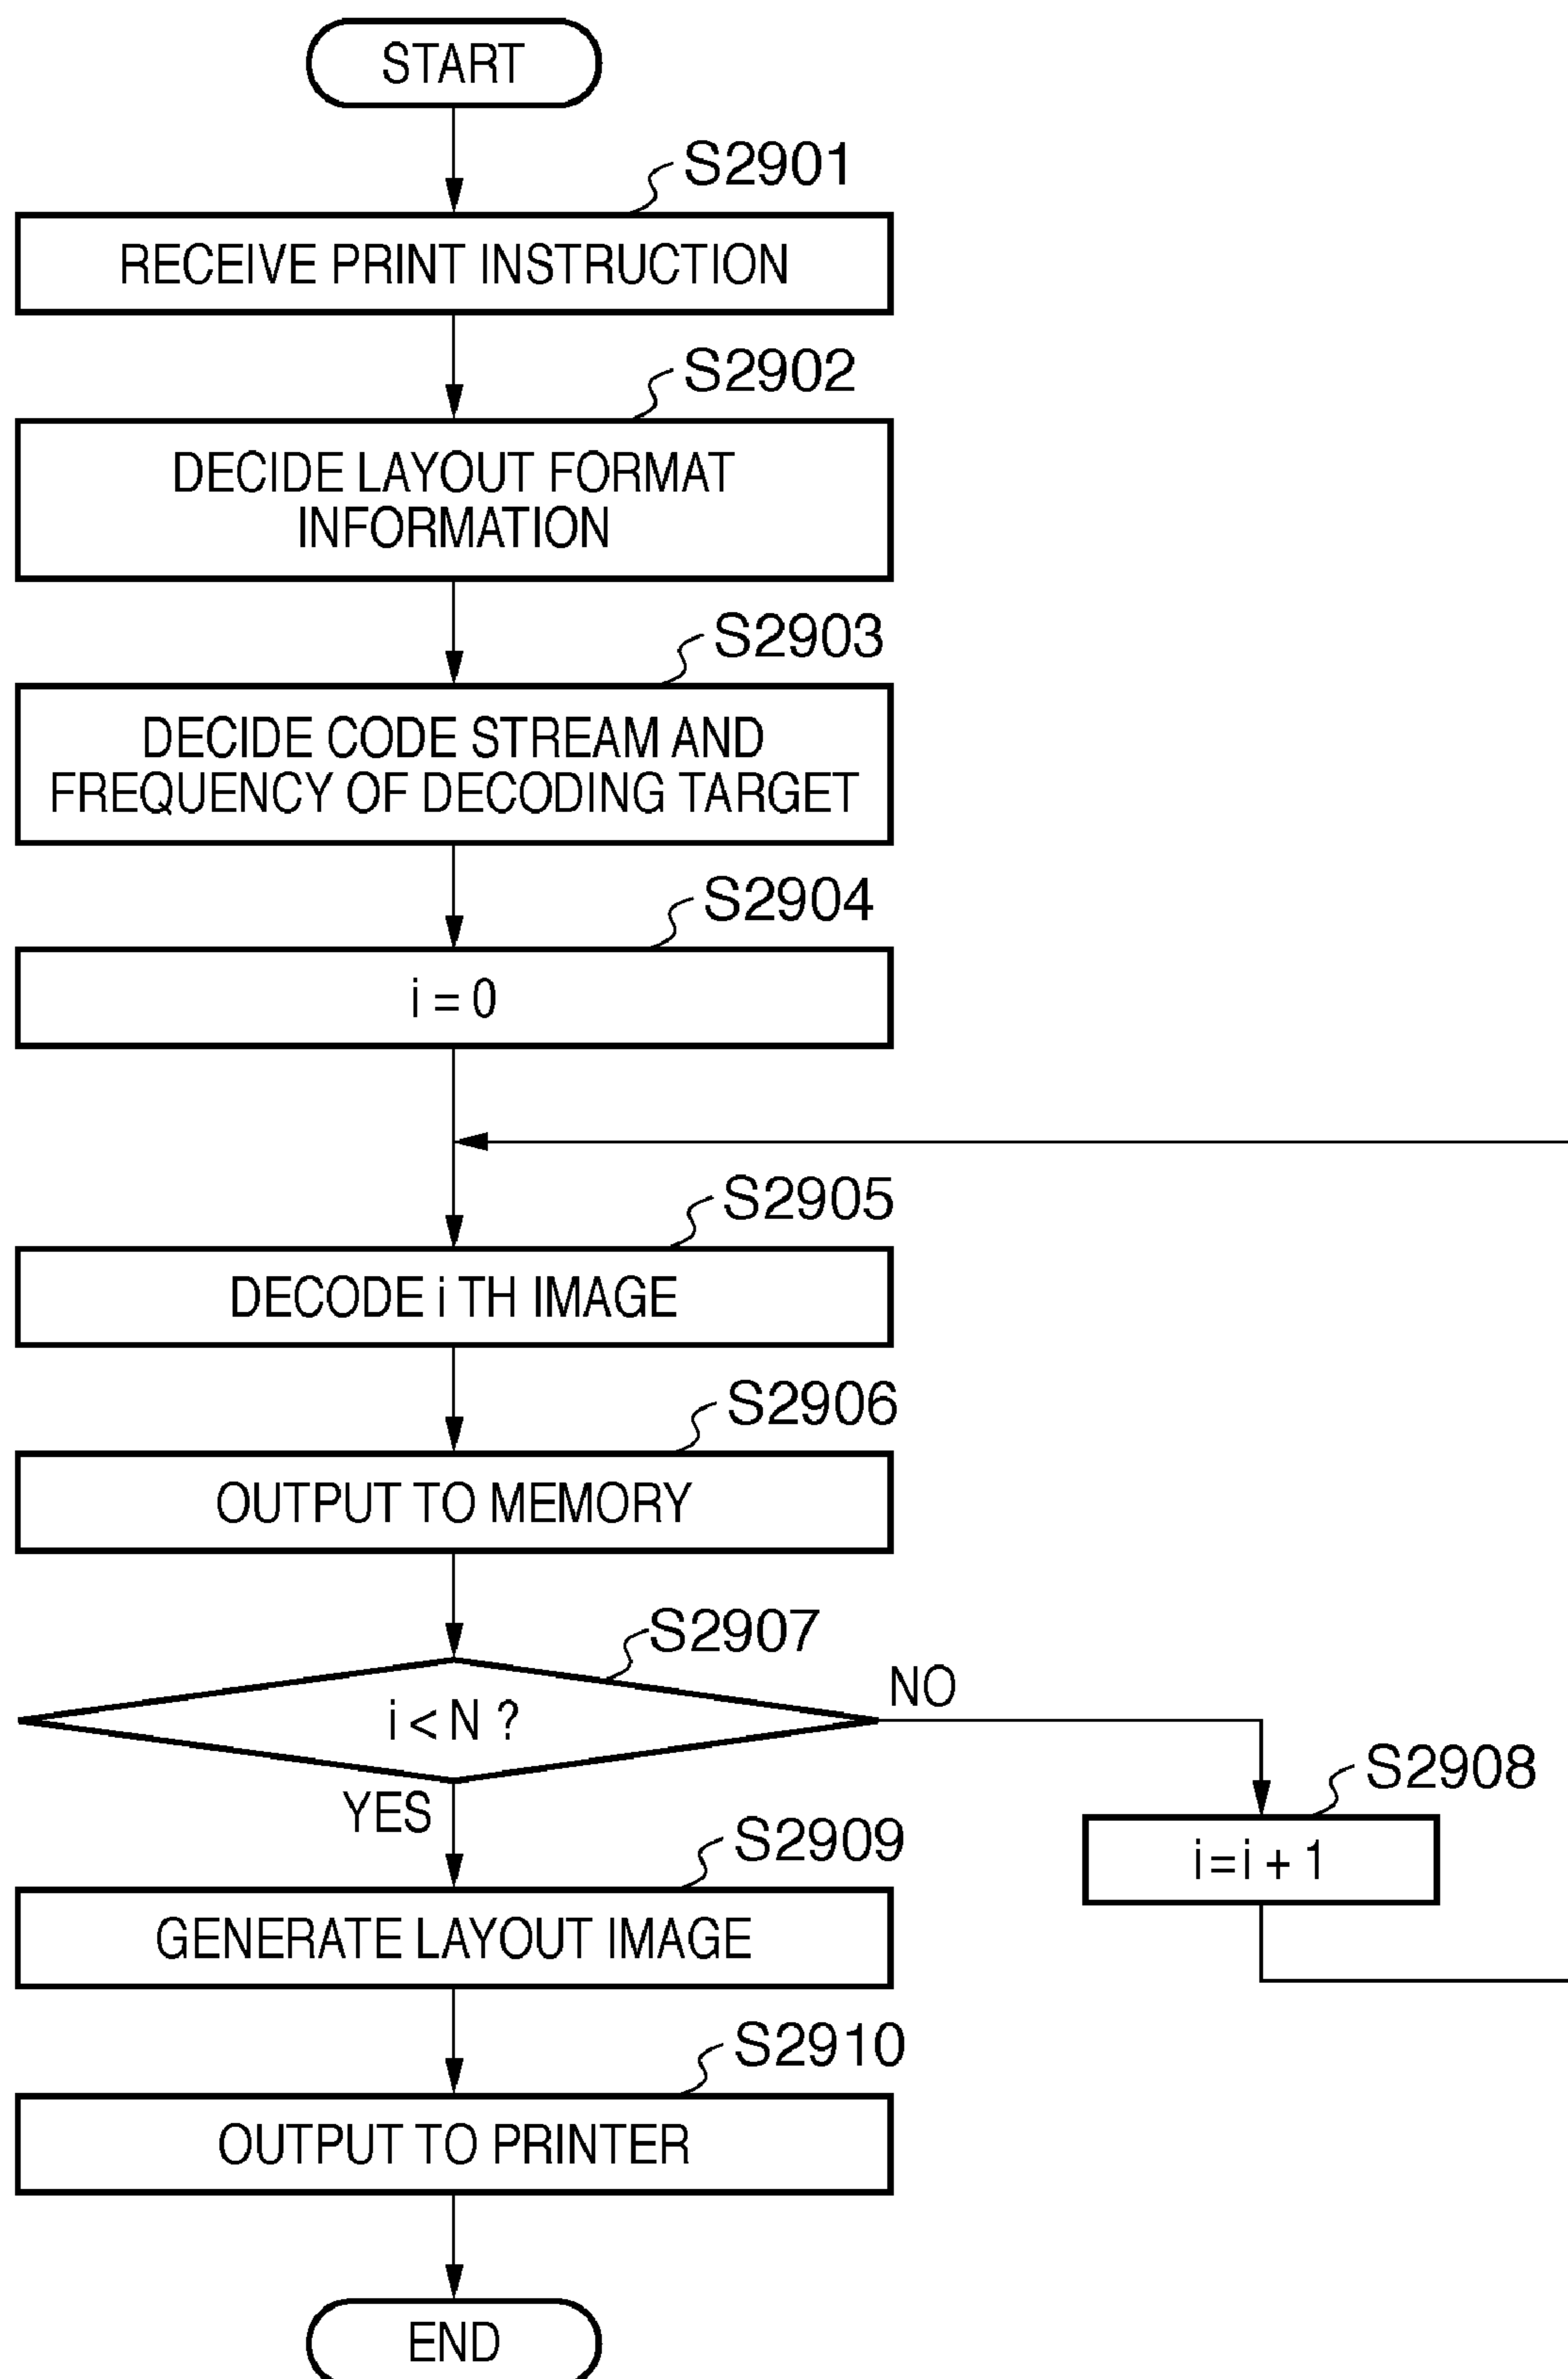 START
S2901
RECEIVE PRINT INSTRUCTION
S2902
DECIDE LAYOUT FORMAT
INFORMATION
S2903
DECIDE CODE STREAM AND
FREQUENCY OF DECODING TARGET
S2904
i = 0
S2905
DECODE i TH IMAGE
S2906
OUTPUT TO MEMORY
S2907
i < N ?
NO
YES
S2908
i = i + 1
S2909
GENERATE LAYOUT IMAGE
S2910
OUTPUT TO PRINTER
END